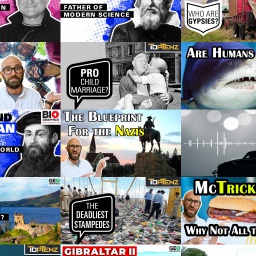 FATHER OF
MODERN SCIENCE
WHO ARE
GYPSIES?
TOPTENZ
PRO
CHILD
MARRIAGE?
ARE HUMANS
BIO
GRAPHICS
WORLD
THE BLUEPRINT
FOR THE NAZIS
GEO
TOPTENZ
THE
DEADLIEST
STAMPEDES
MCTRICK
WHY NOT ALL
?
TOPTENZ
GIBRALTAR II
GEO